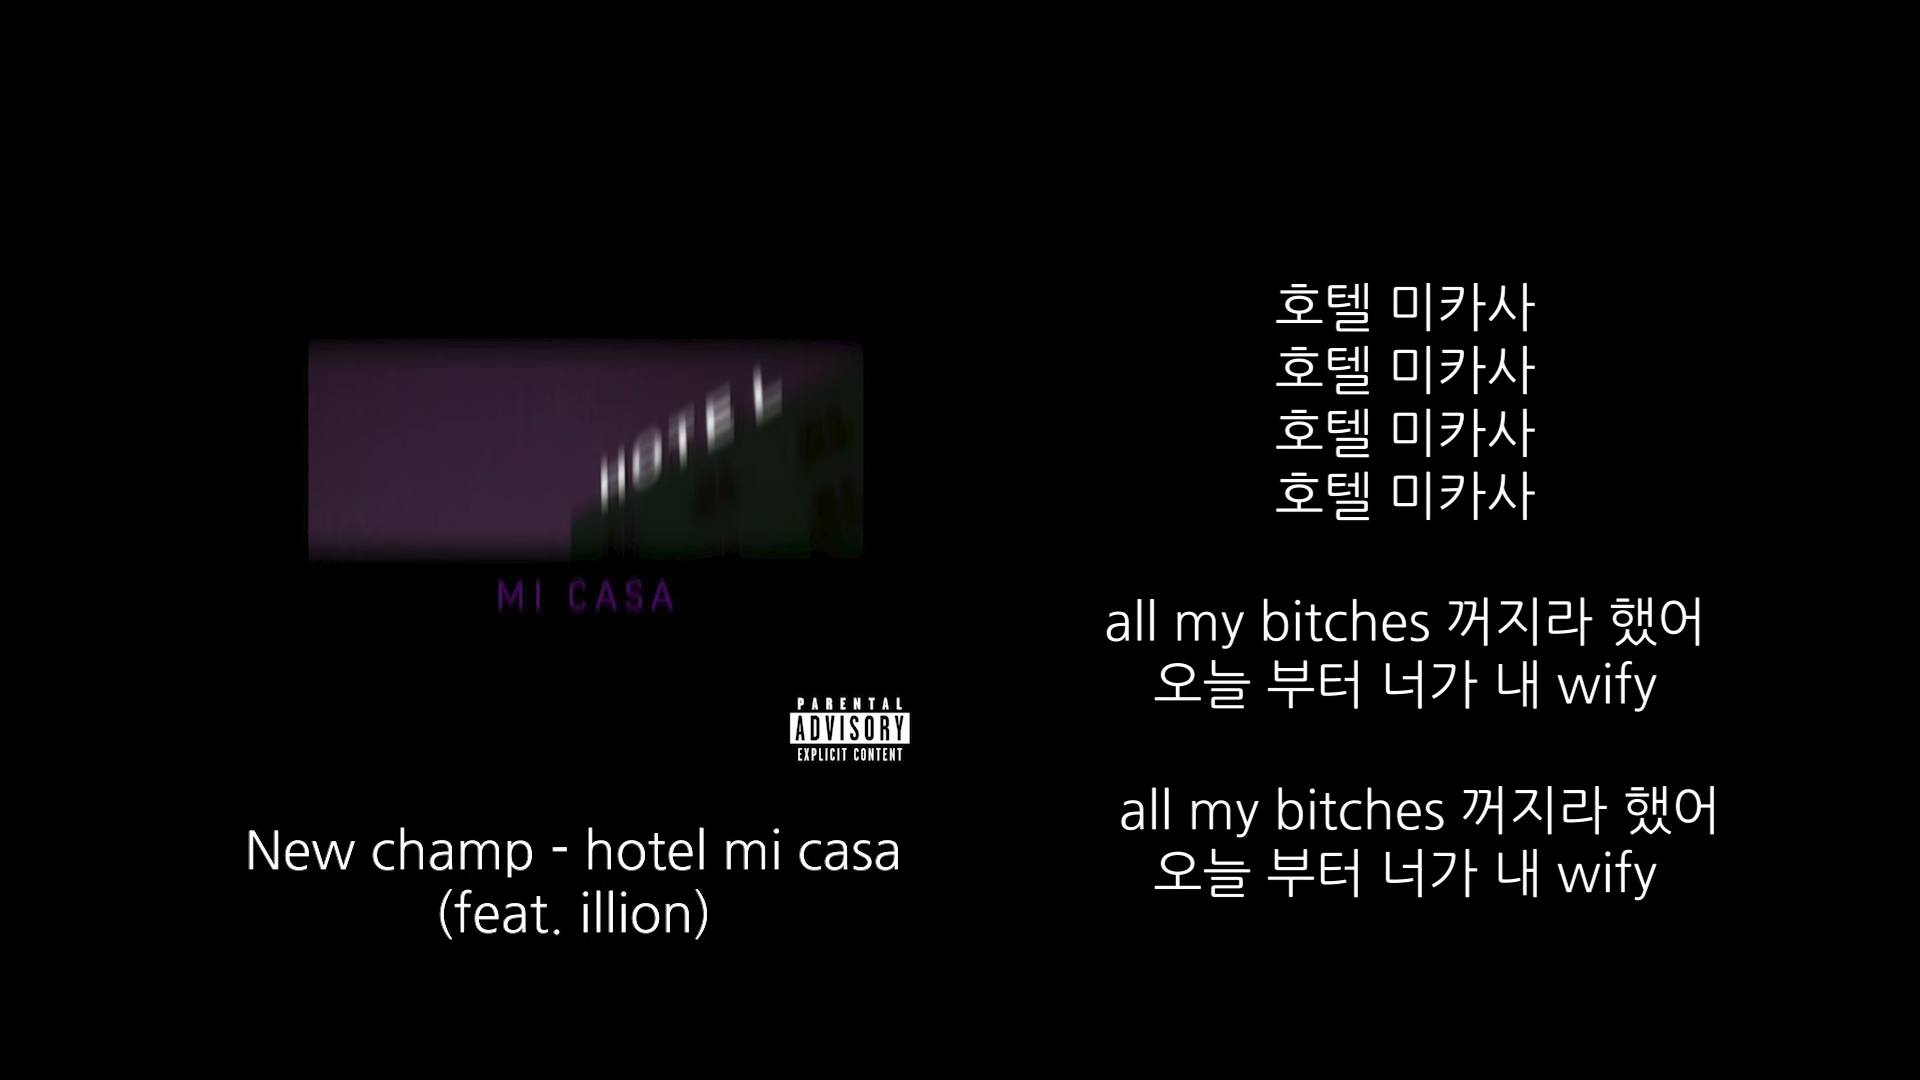 HOTEL
MI CASA
PARENTAL
ADVISORY
EXPLICIT CONTENT
New champ - hotel mi casa
(feat. illion)
호텔 미카사
호텔 미카사
호텔 미카사
호텔 미카사
all my bitches 꺼지라 했어
오늘 부터 너가 내 wify
all my bitches 꺼지라 했어
오늘 부터 너가 내 wify